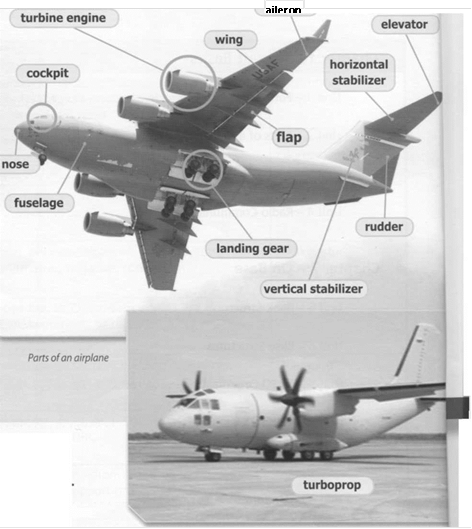 aileron
turbine engine
elevator
wing
horizontal
stabilizer
cockpit
USAF
flap
nose
fuselage
landing gear
rudder
vertical stabilizer
Parts of an airplane
turboprop